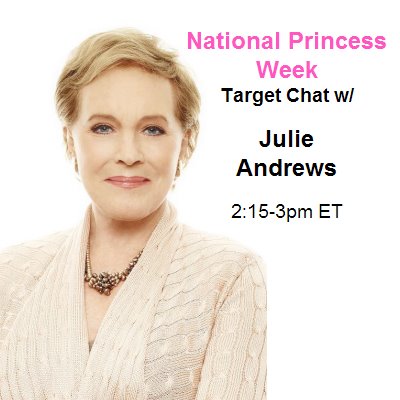 National Princess
Week
Target Chat w/
Julie
Andrews
2:15-3pm ET